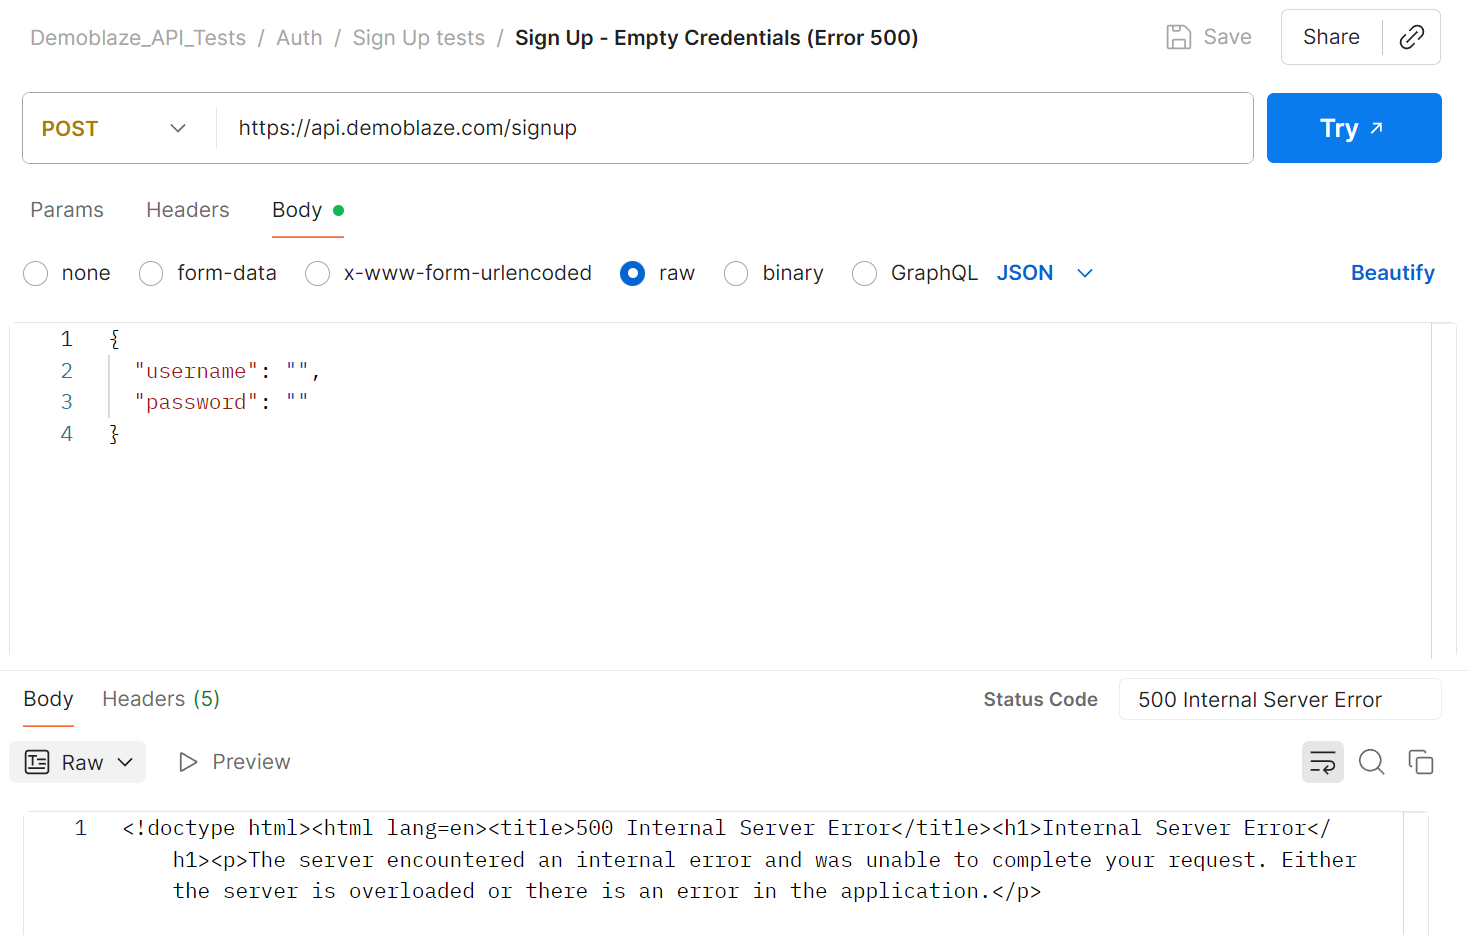 Demoblaze_API_Tests / Auth / Sign Up tests / Sign Up - Empty Credentials (Error 500) Save Share
POST https://api.demoblaze.com/signup Try ↗
Params Headers Body
none form-data x-www-form-urlencoded raw binary GraphQL JSON Beautify
1 {
2 "username": "",
3 "password": ""
4 }
Body Headers (5) Status Code 500 Internal Server Error
Raw Preview
1 <!doctype html><html lang=en><title>500 Internal Server Error</title><h1>Internal Server Error</
h1><p>The server encountered an internal error and was unable to complete your request. Either
the server is overloaded or there is an error in the application.</p>